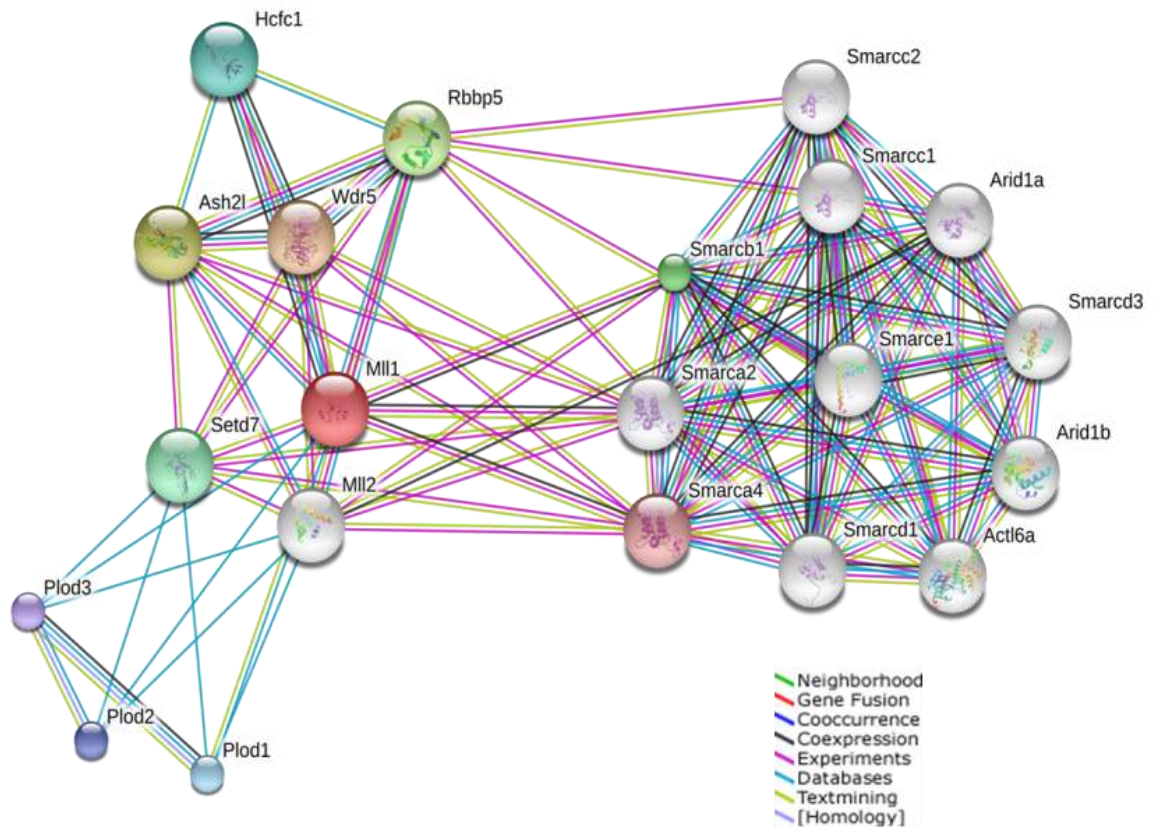 Hcfc1
Smarcc2
Rbbp5
Smarcc1
Arid1a
Ash2l
Wdr5
Smarcb1
Smarcd3
Smarce1
Mll1
Smarca2
Setd7
Arid1b
Mll2
Smarca4
Smarcd1
Actl6a
Plod3
Plod2
Plod1
Neighborhood
Gene Fusion
Cooccurrence
Coexpression
Experiments
Databases
Textmining
[Homology]